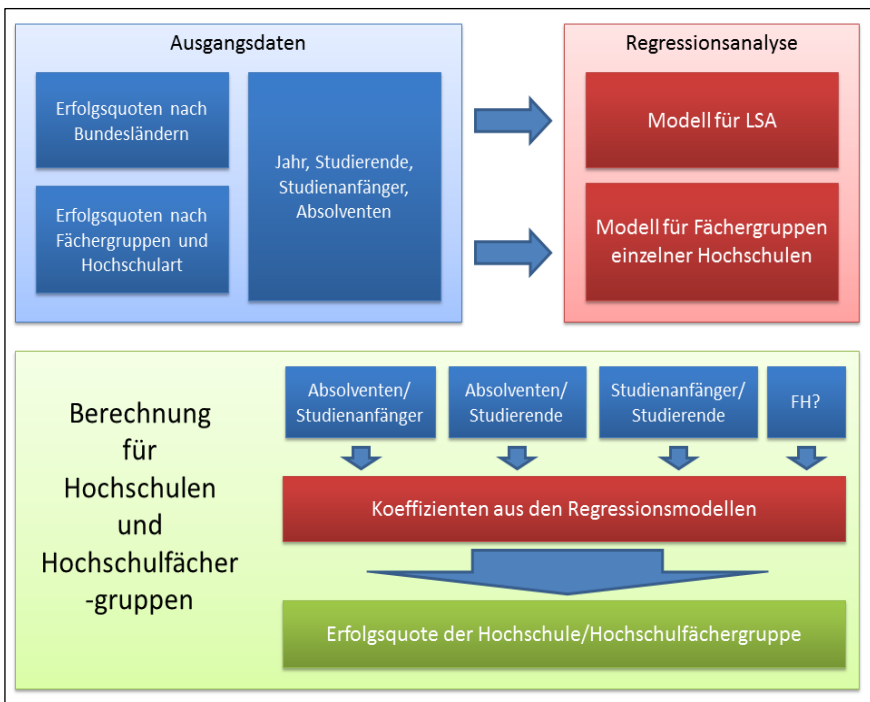 Ausgangsdaten
Erfolgsquoten nach
Bundesländern
Erfolgsquoten nach
Fächergruppen und
Hochschulart
Jahr, Studierende,
Studienanfänger,
Absolventen
Regressionsanalyse
Modell für LSA
Modell für Fächergruppen
einzelner Hochschulen
Berechnung
für
Hochschulen
und
Hochschulfächer
-gruppen
Absolventen/
Studienanfänger
Absolventen/
Studierende
Studienanfänger/
Studierende
FH?
Koeffizienten aus den Regressionsmodellen
Erfolgsquote der Hochschule/Hochschulfächergruppe